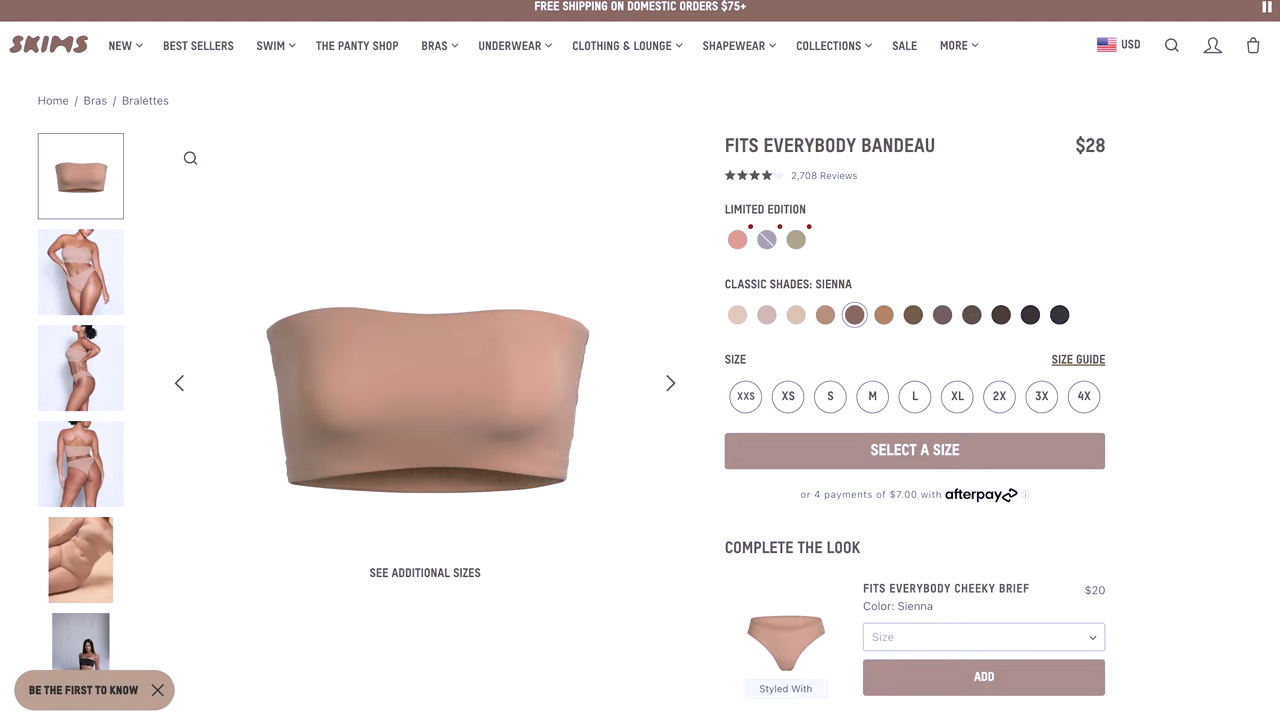 FREE SHIPPING ON DOMESTIC ORDERS $75+
SKIMS NEW BEST SELLERS SWIM THE PANTY SHOP BRAS UNDERWEAR CLOTHING & LOUNGE SHAPEWEAR COLLECTIONS SALE MORE USD
Home / Bras / Bralettes
FITS EVERYBODY BANDEAU $28
2,708 Reviews
LIMITED EDITION
CLASSIC SHADES: SIENNA
SIZE SIZE GUIDE
XXS XS S M L XL 2X 3X 4X
SELECT A SIZE
or 4 payments of $7.00 with afterpay
SEE ADDITIONAL SIZES
COMPLETE THE LOOK
FITS EVERYBODY CHEEKY BRIEF $20
Color: Sienna
Size
ADD
Styled With
BE THE FIRST TO KNOW